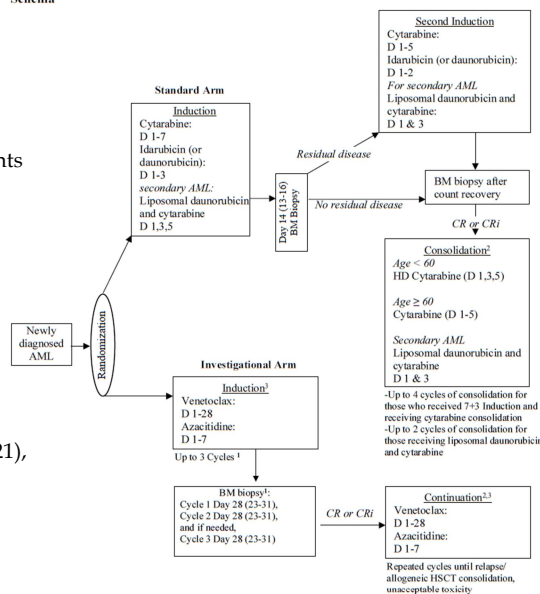 Schema
Standard Arm
Induction
Cytarabine:
D 1-7
Idarubicin (or
daunorubicin):
D 1-3
secondary AML:
Liposomal daunorubicin
and cytarabine
D 1,3,5
Day 14 (13-16)
BM Biopsy
Residual disease
No residual disease
Second Induction
Cytarabine:
D 1-5
Idarubicin (or daunorubicin):
D 1-2
For secondary AML
Liposomal daunorubicin and
cytarabine:
D 1 & 3
BM biopsy after
count recovery
CR or CRi
Consolidation2
Age < 60
HD Cytarabine (D 1,3,5)
Age ≥ 60
Cytarabine (D 1-5)
Secondary AML
Liposomal daunorubicin and
cytarabine
D 1 & 3
-Up to 4 cycles of consolidation for
those who received 7+3 Induction and
receiving cytarabine consolidation
-Up to 2 cycles of consolidation for
those receiving liposomal daunorubicin
and cytarabine
nts
Newly
diagnosed
AML
Randomization
Investigational Arm
Induction3
Venetoclax:
D 1-28
Azacitidine:
D 1-7
Up to 3 Cycles 1
21),
BM biopsy1:
Cycle 1 Day 28 (23-31),
Cycle 2 Day 28 (23-31),
and if needed,
Cycle 3 Day 28 (23-31)
CR or CRi
Continuation2,3
Venetoclax:
D 1-28
Azacitidine:
D 1-7
Repeated cycles until relapse/
allogeneic HSCT consolidation,
unacceptable toxicity